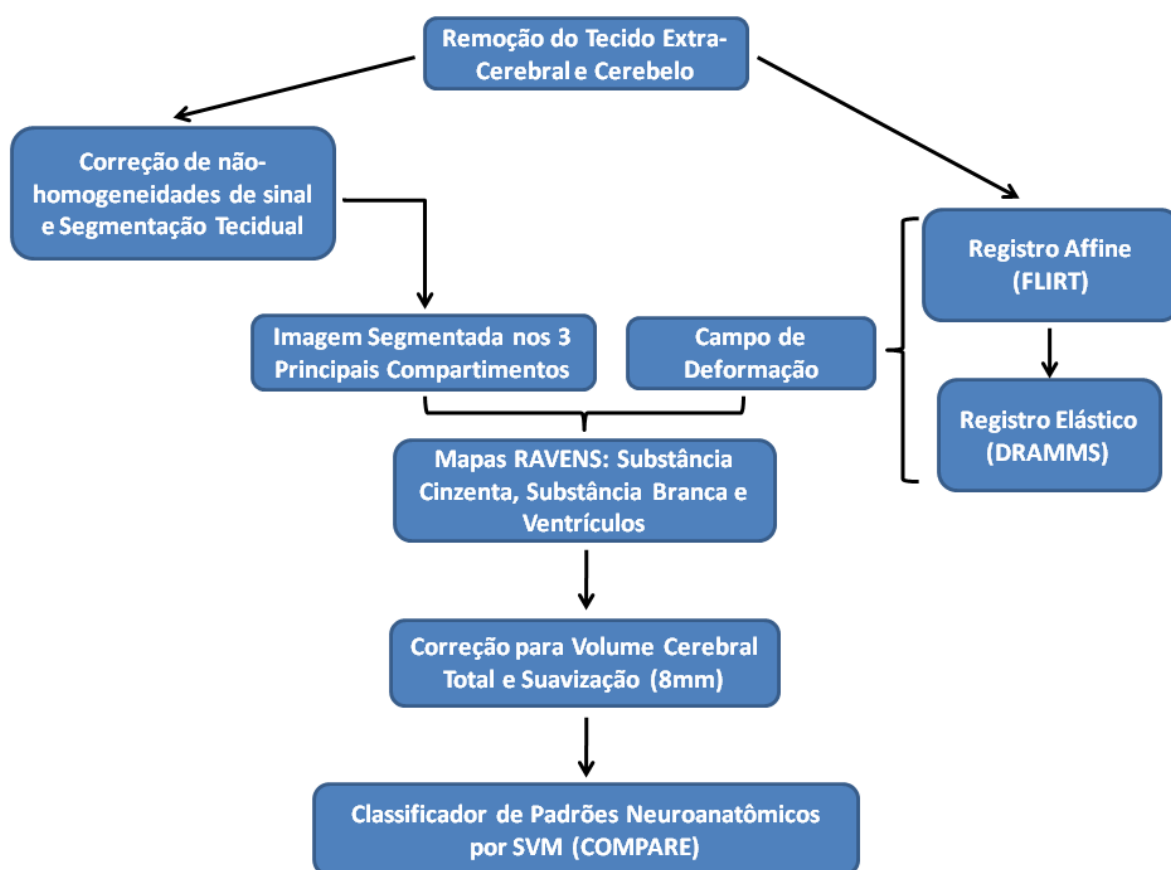 Remoção do Tecido Extra-
Cerebral e Cerebelo
Correção de não-
homogeneidades de sinal
e Segmentação Tecidual
Registro Affine
(FLIRT)
Imagem Segmentada nos 3
Principais Compartimentos
Campo de
Deformação
Registro Elástico
(DRAMMS)
Mapas RAVENS: Substância
Cinzenta, Substância Branca e
Ventrículos
Correção para Volume Cerebral
Total e Suavização (8mm)
Classificador de Padrões Neuroanatômicos
por SVM (COMPARE)